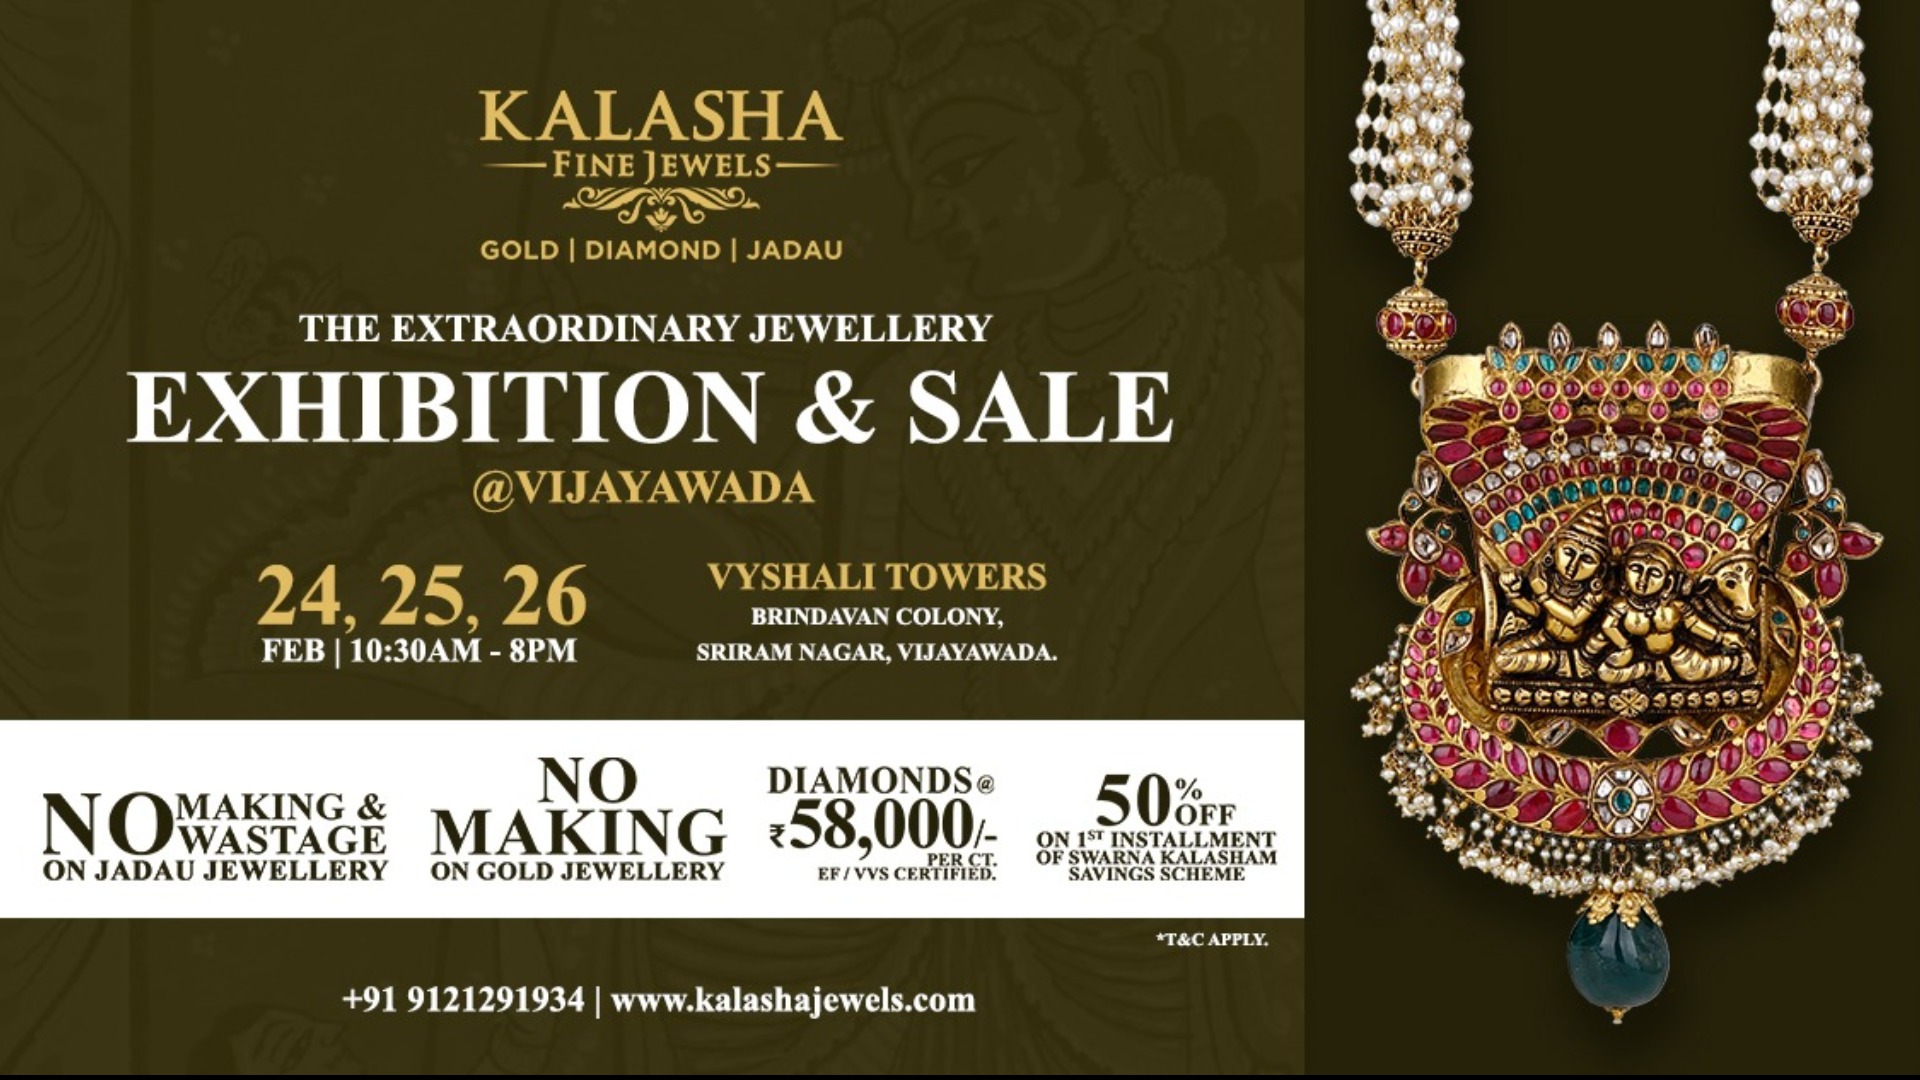 KALASHA
FINE JEWELS
GOLD | DIAMOND | JADAU
THE EXTRAORDINARY JEWELLERY
EXHIBITION & SALE
@VIJAYAWADA
24, 25, 26
FEB | 10:30AM - 8PM
VYSHALI TOWERS
BRINDAVAN COLONY,
SRIRAM NAGAR, VIJAYAWADA.
NO MAKING &
WASTAGE
ON JADAU JEWELLERY
NO
MAKING
ON GOLD JEWELLERY
DIAMONDS@
₹58,000/-
PER CT.
EF / VVS CERTIFIED.
50%
OFF
ON 1ST INSTALLMENT
OF SWARNA KALASHAM
SAVINGS SCHEME
*T&C APPLY.
+91 9121291934 | www.kalashajewels.com